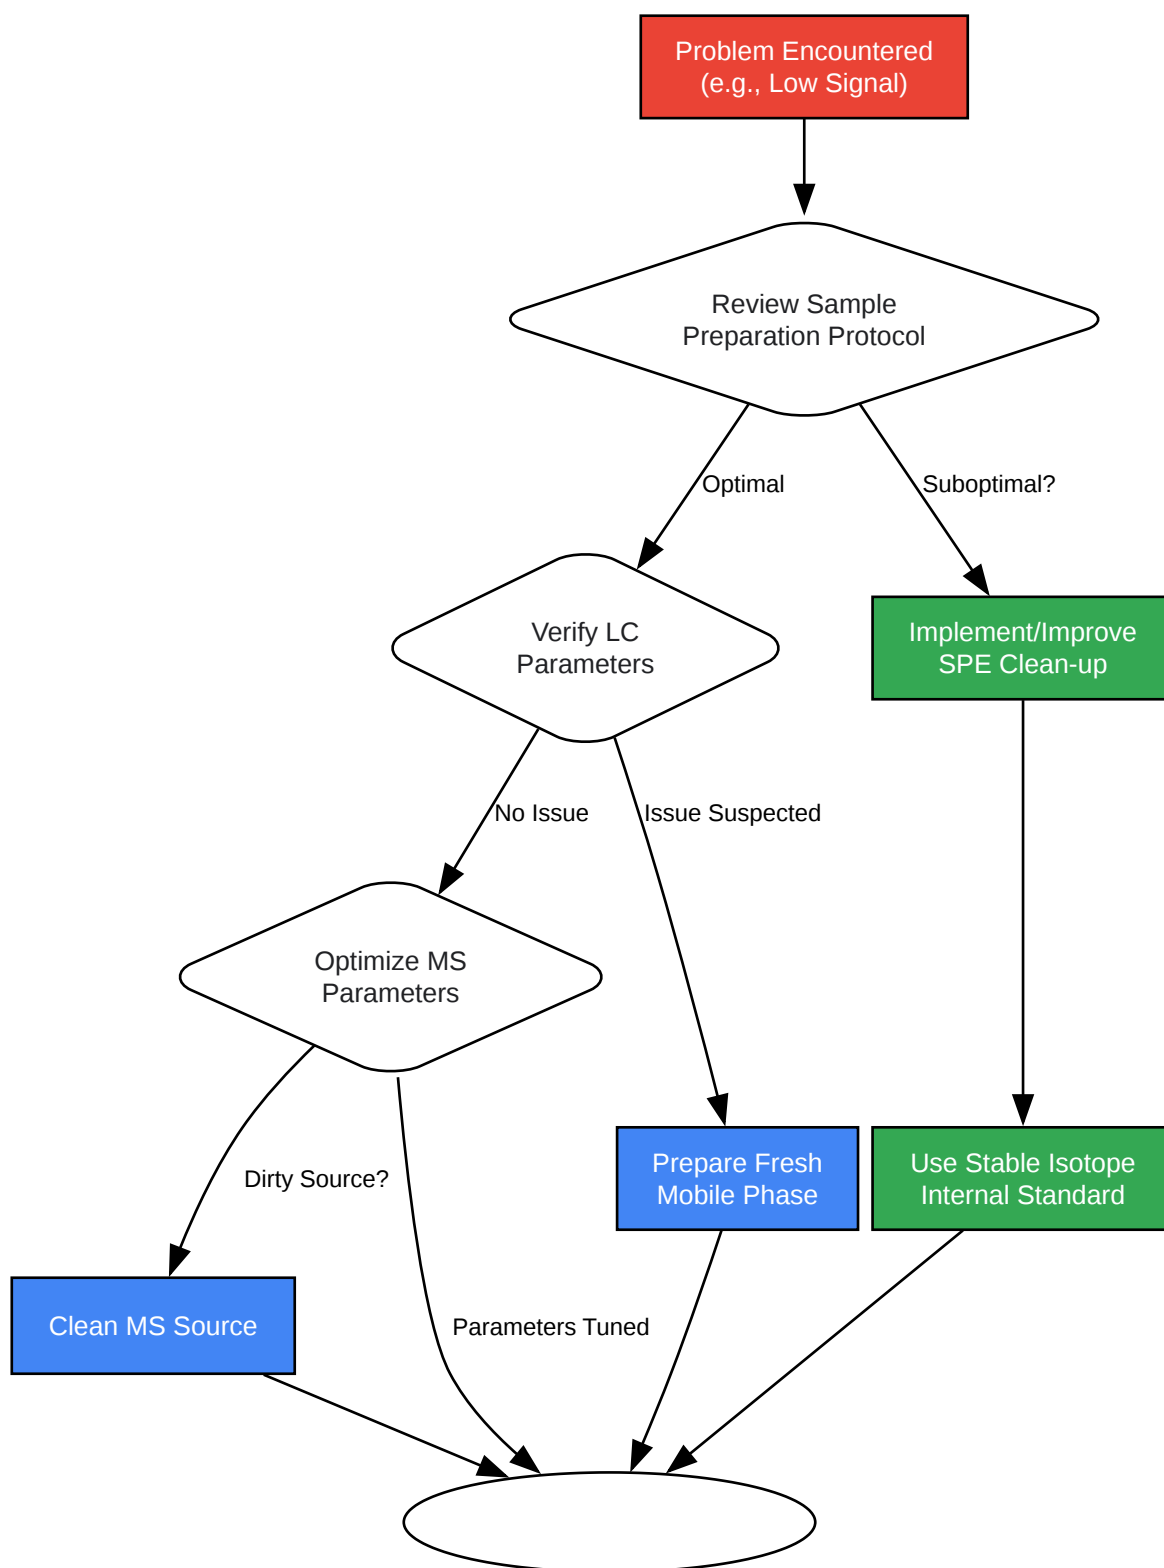 Problem Encountered
(e.g., Low Signal)
Review Sample
Preparation Protocol
Optimal
Suboptimal?
Verify LC
Parameters
Implement/Improve
SPE Clean-up
No Issue
Issue Suspected
Optimize MS
Parameters
Dirty Source?
Prepare Fresh
Mobile Phase
Use Stable Isotope
Internal Standard
Clean MS Source
Parameters Tuned